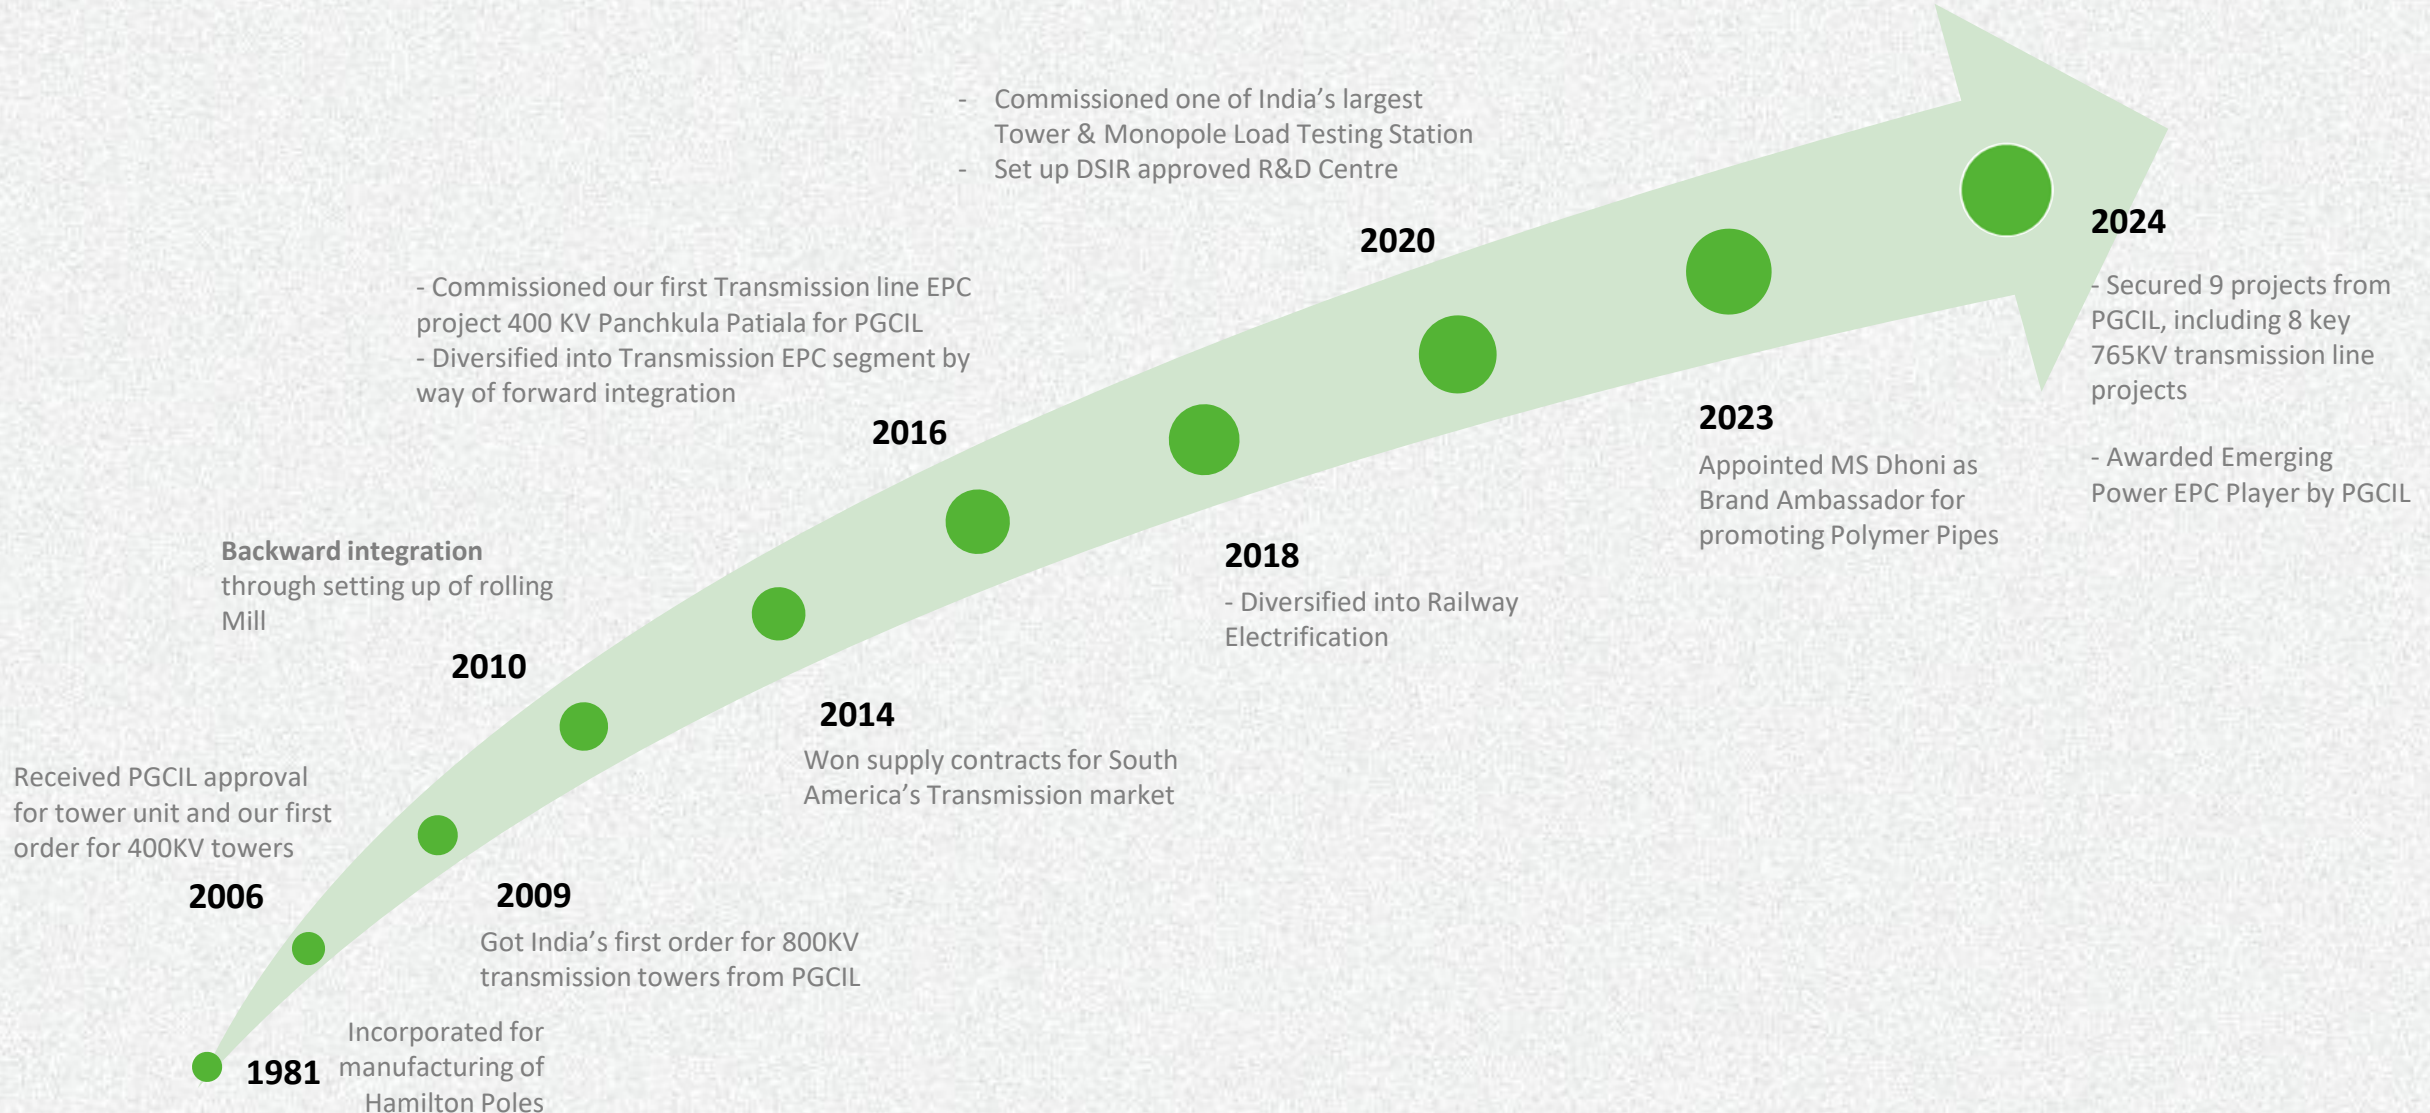 1981
Incorporated for
manufacturing of
Hamilton Poles
Received PGCIL approval
for tower unit and our first
order for 400KV towers
2006
2009
Got India’s first order for 800KV
transmission towers from PGCIL
Backward integration
through setting up of rolling
Mill
2010
2014
Won supply contracts for South
America’s Transmission market
- Commissioned our first Transmission line EPC
project 400 KV Panchkula Patiala for PGCIL
- Diversified into Transmission EPC segment by
way of forward integration
2016
2018
- Diversified into Railway
Electrification
- Commissioned one of India’s largest
Tower & Monopole Load Testing Station
- Set up DSIR approved R&D Centre
2020
2023
Appointed MS Dhoni as
Brand Ambassador for
promoting Polymer Pipes
2024
- Secured 9 projects from
PGCIL, including 8 key
765KV transmission line
projects
- Awarded Emerging
Power EPC Player by PGCIL